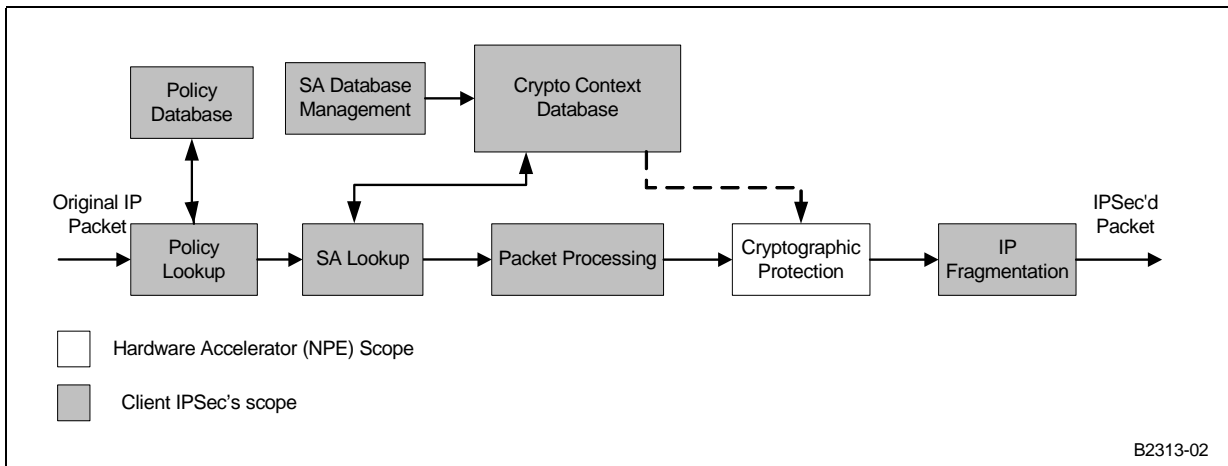 Policy
Database
SA Database
Management
Crypto Context
Database
Original IP
Packet
Policy
Lookup
SA Lookup
Packet Processing
Cryptographic
Protection
IP
Fragmentation
IPSec'd
Packet
Hardware Accelerator (NPE) Scope
Client IPSec's scope
B2313-02